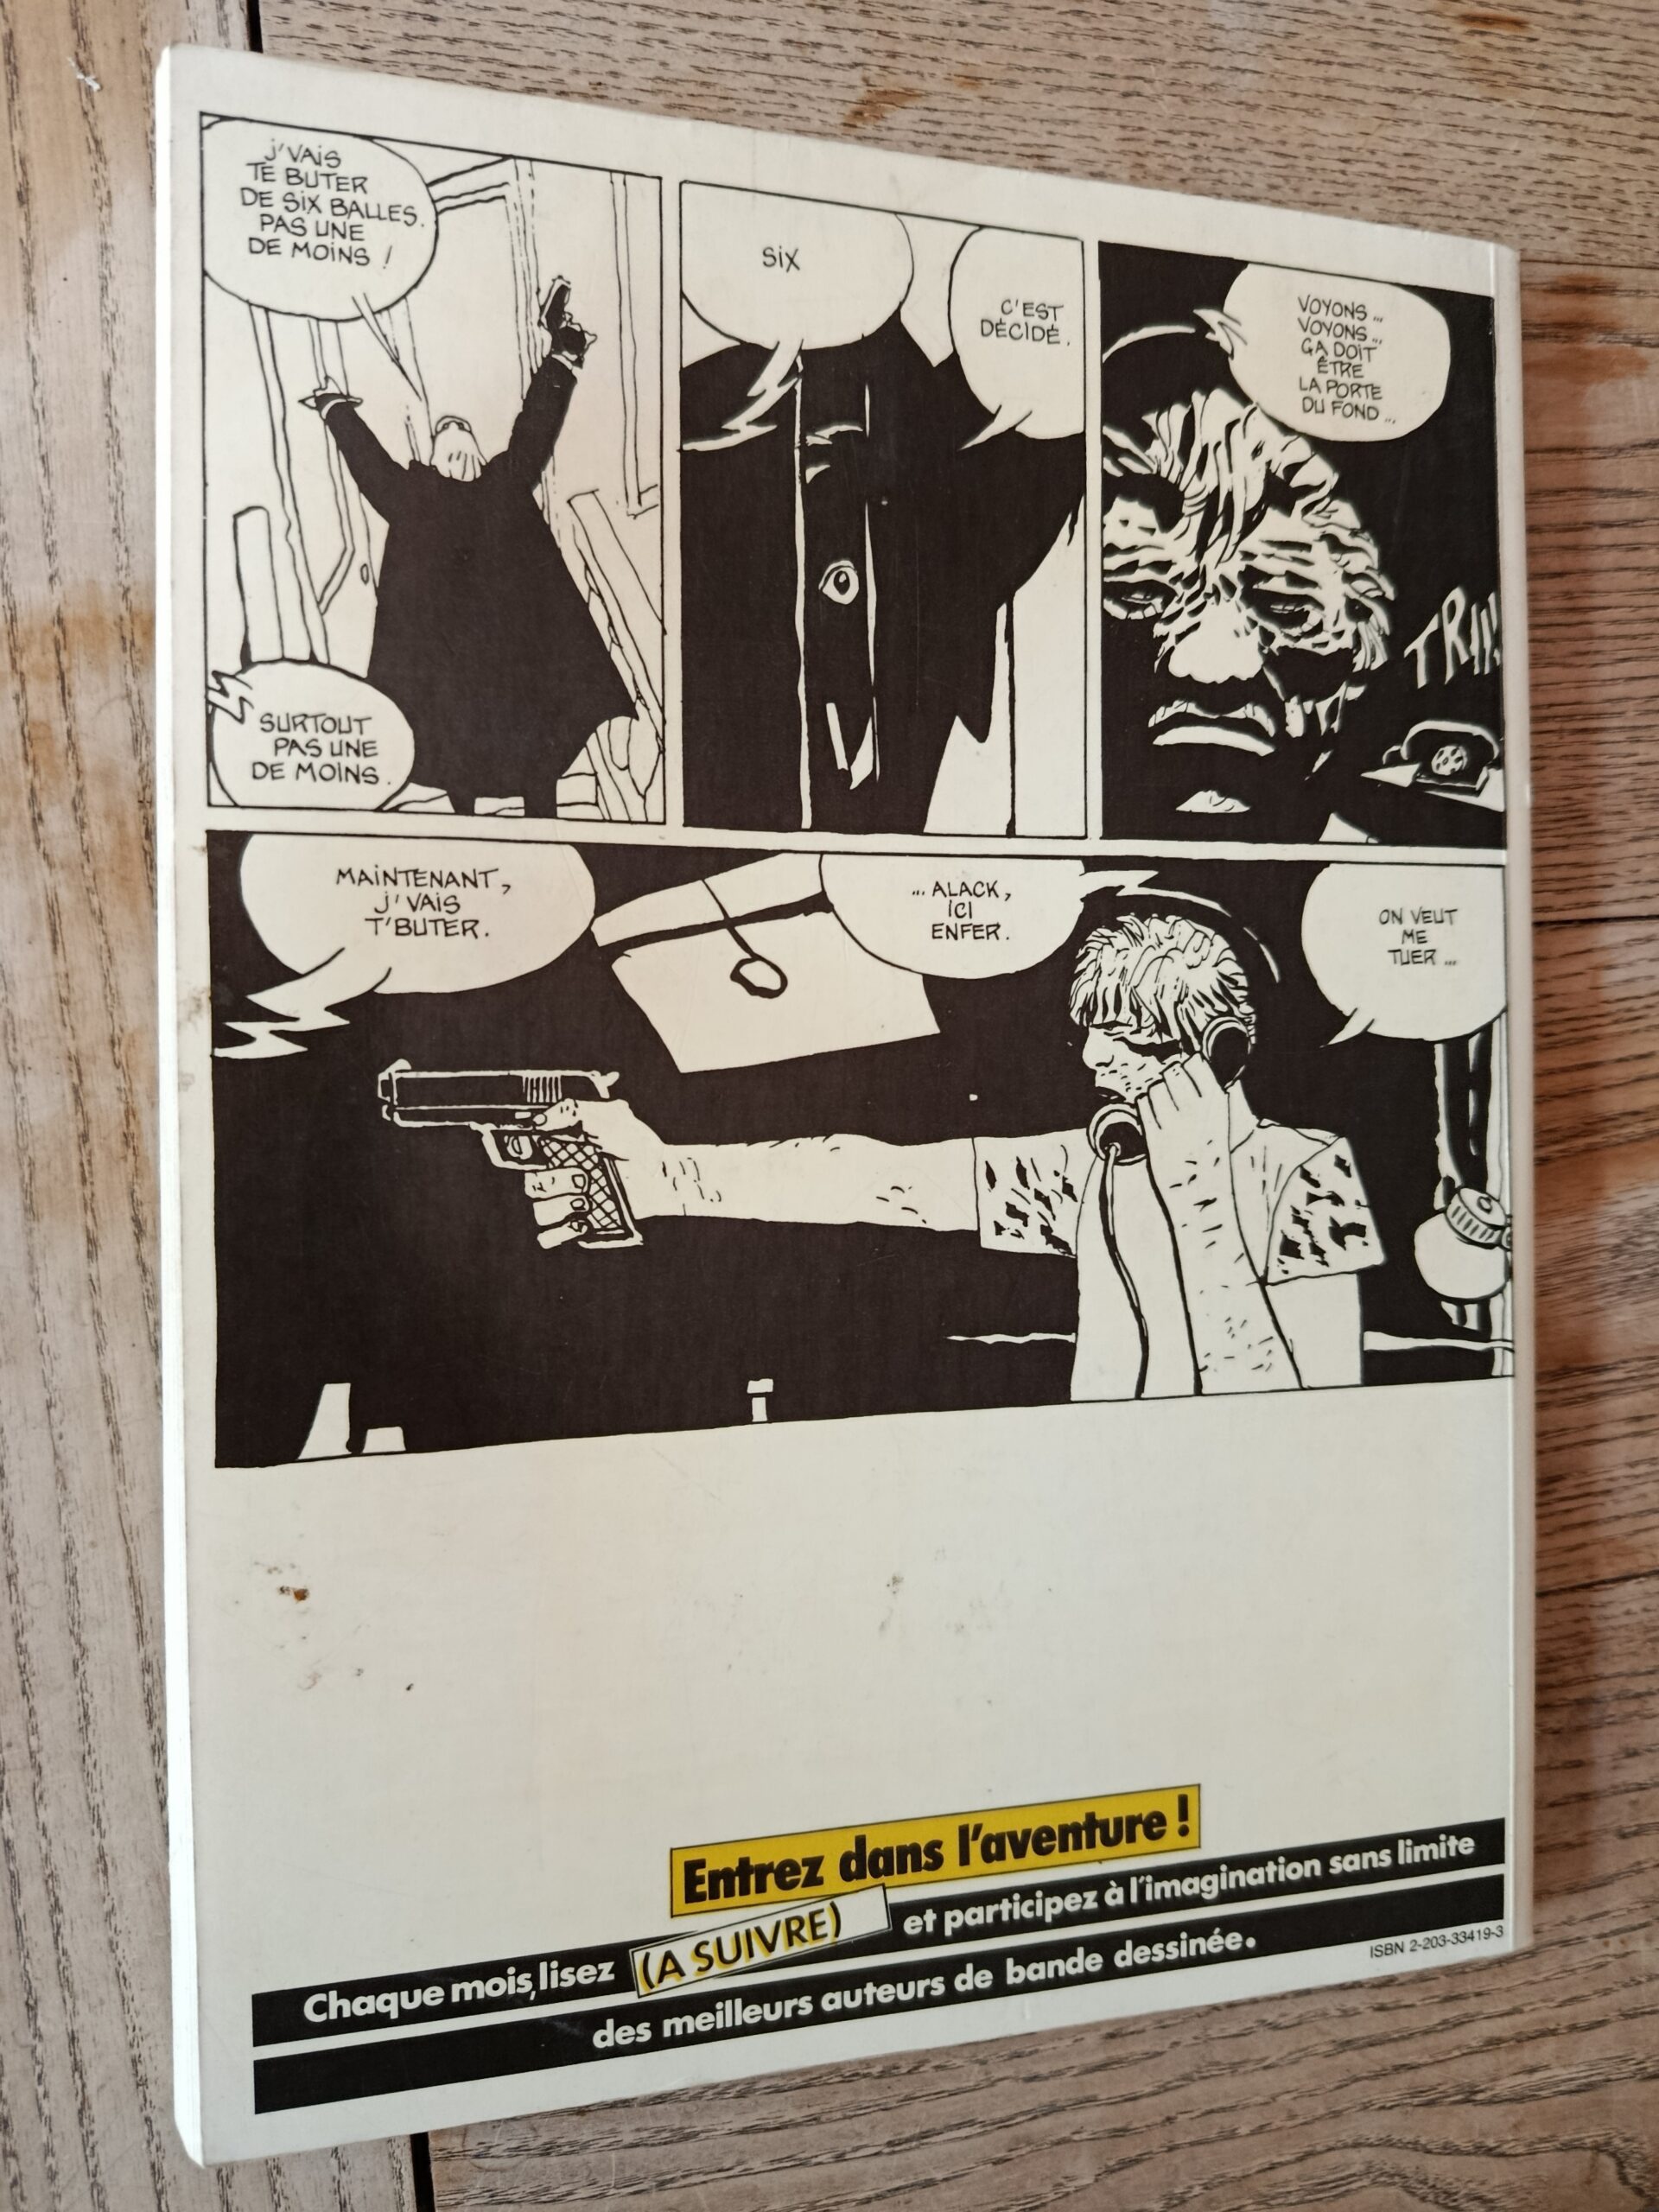 J'VAIS
TE BUTER
DE SIX BALLES.
PAS UNE
DE MOINS !
SURTOUT
PAS UNE
DE MOINS.
SIX
C'EST
DÉCIDÉ.
VOYONS...
VOYONS...
ÇA DOIT
ÊTRE
LA PORTE
DU FOND...
TRII!
MAINTENANT,
J'VAIS
T'BUTER.
... ALACK,
ICI
ENFER.
ON VEUT
ME
TUER ...
Entrez dans l'aventure !
Chaque mois, lisez (A SUIVRE) et participez à l'imagination sans limite
des meilleurs auteurs de bande dessinée.
ISBN 2-203-33419-3